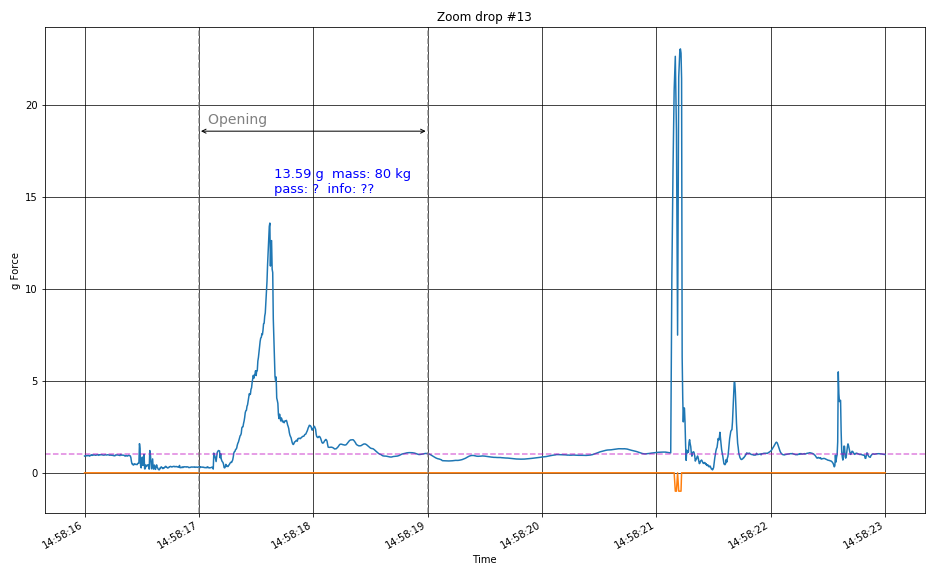 Zoom drop #13
20
Opening
13.59 g  mass: 80 kg
pass: ?  info: ??
15
g Force
10
5
0
14:58:16
14:58:17
14:58:18
14:58:19
14:58:20
14:58:21
14:58:22
14:58:23
Time